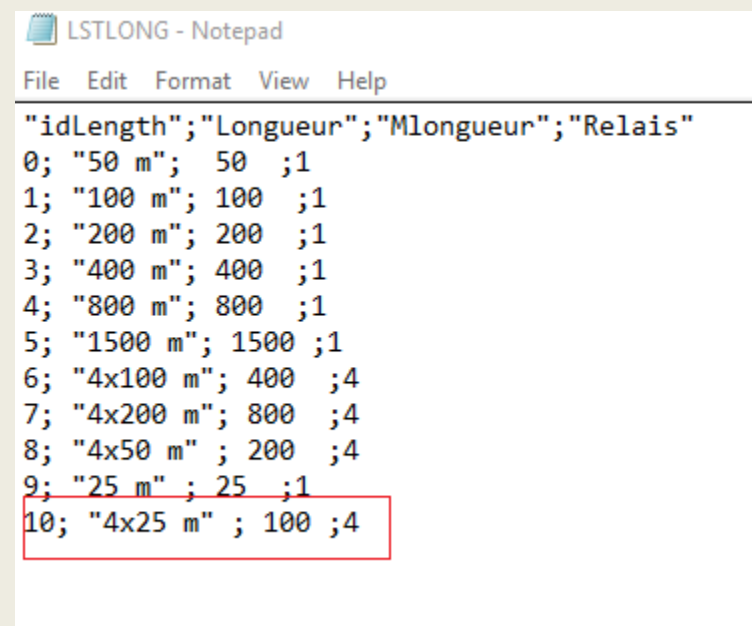 LSTLONG - Notepad
File Edit Format View Help
"idLength";"Longueur";"Mlongueur";"Relais"
0; "50 m";  50  ;1
1; "100 m"; 100  ;1
2; "200 m"; 200  ;1
3; "400 m"; 400  ;1
4; "800 m"; 800  ;1
5; "1500 m"; 1500 ;1
6; "4x100 m"; 400  ;4
7; "4x200 m"; 800  ;4
8; "4x50 m" ; 200  ;4
9; "25 m" ; 25  ;1
10; "4x25 m" ; 100 ;4